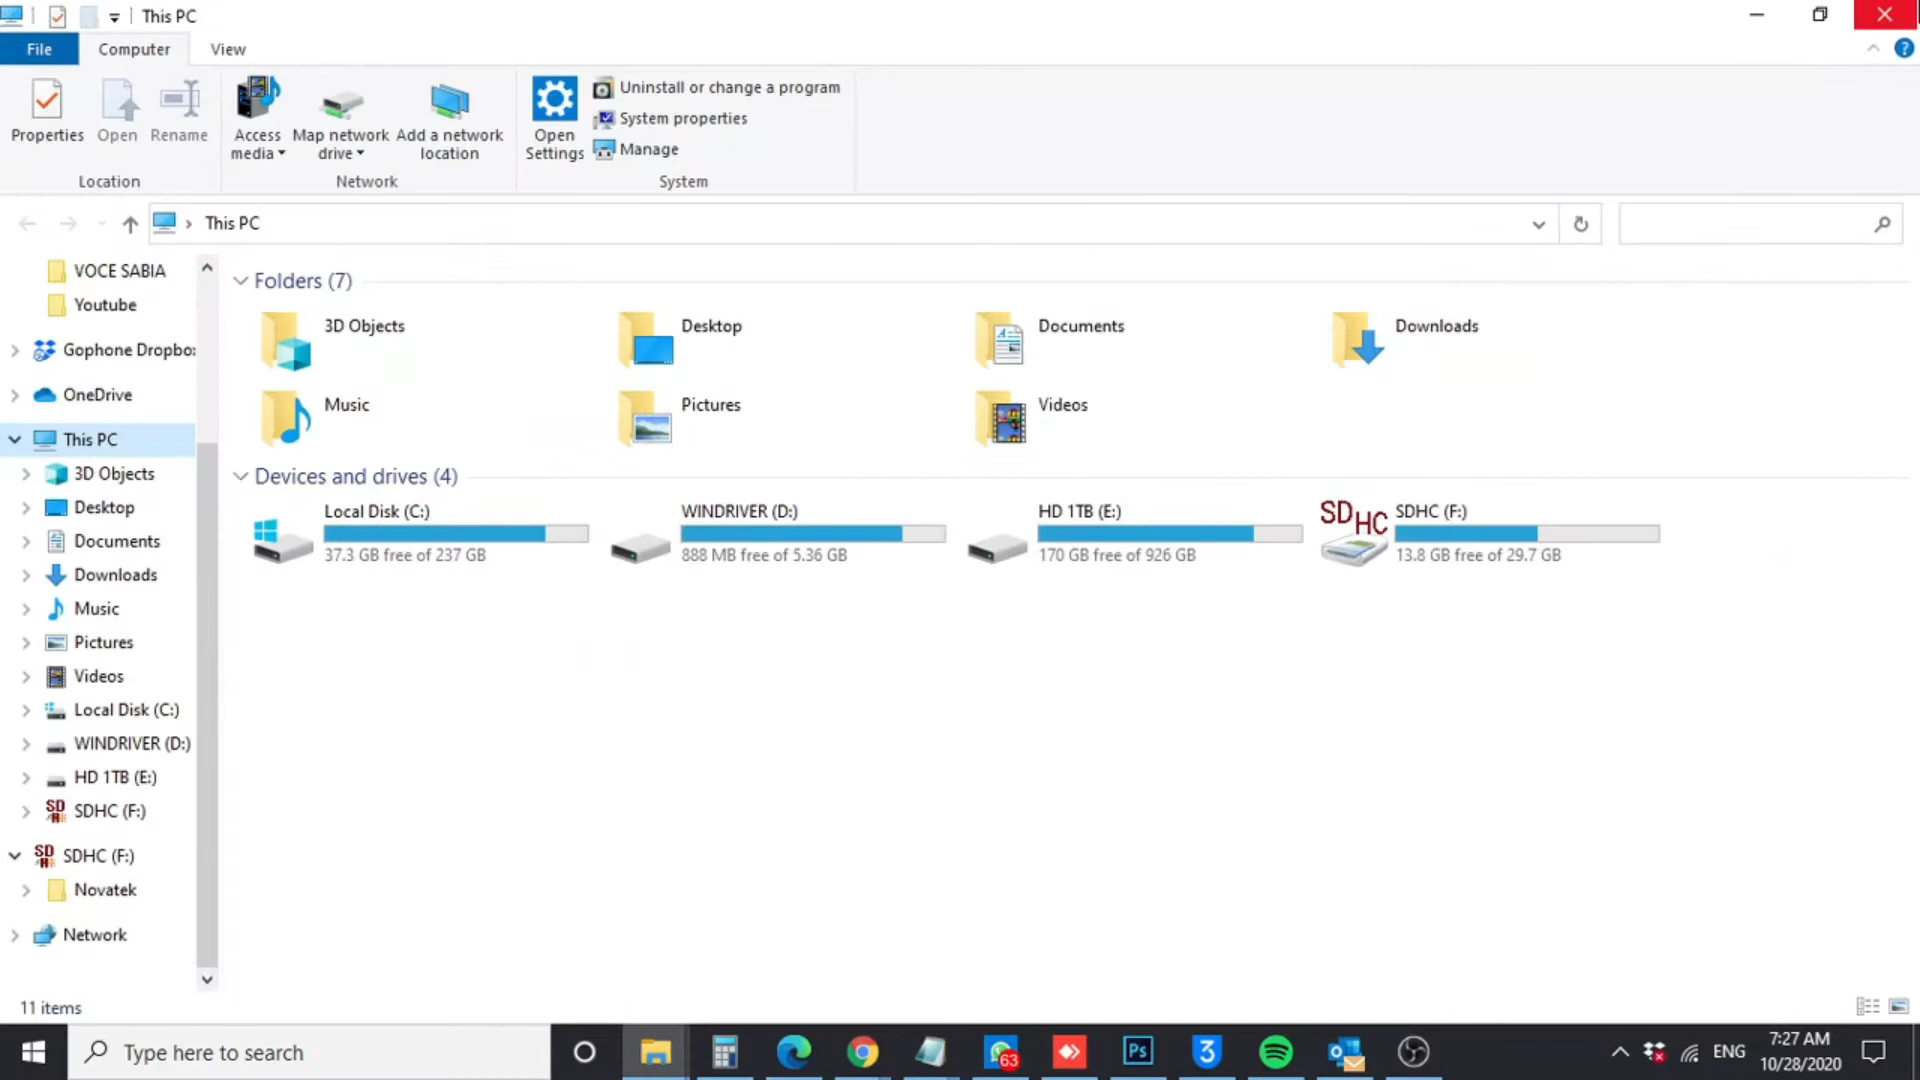 This PC
File
Computer
View
Properties
Open
Rename
Access
media
Map network
drive
Add a network
location
Open
Settings
Uninstall or change a program
System properties
Manage
Location
Network
System
This PC
VOCE SABIA
Youtube
Gophone Dropbo
OneDrive
This PC
3D Objects
Desktop
Documents
Downloads
Music
Pictures
Videos
Local Disk (C:)
WINDRIVER (D:)
HD 1TB (E:)
SD
SDHC (F:)
SD
SDHC (F:)
Novatek
Network
Folders (7)
3D Objects
Desktop
Documents
Downloads
Music
Pictures
Videos
Devices and drives (4)
Local Disk (C:)
37.3 GB free of 237 GB
WINDRIVER (D:)
888 MB free of 5.36 GB
HD 1TB (E:)
170 GB free of 926 GB
SDHC
SDHC (F:)
13.8 GB free of 29.7 GB
11 items
Type here to search
63
Ps
3
ENG
7:27 AM
10/28/2020